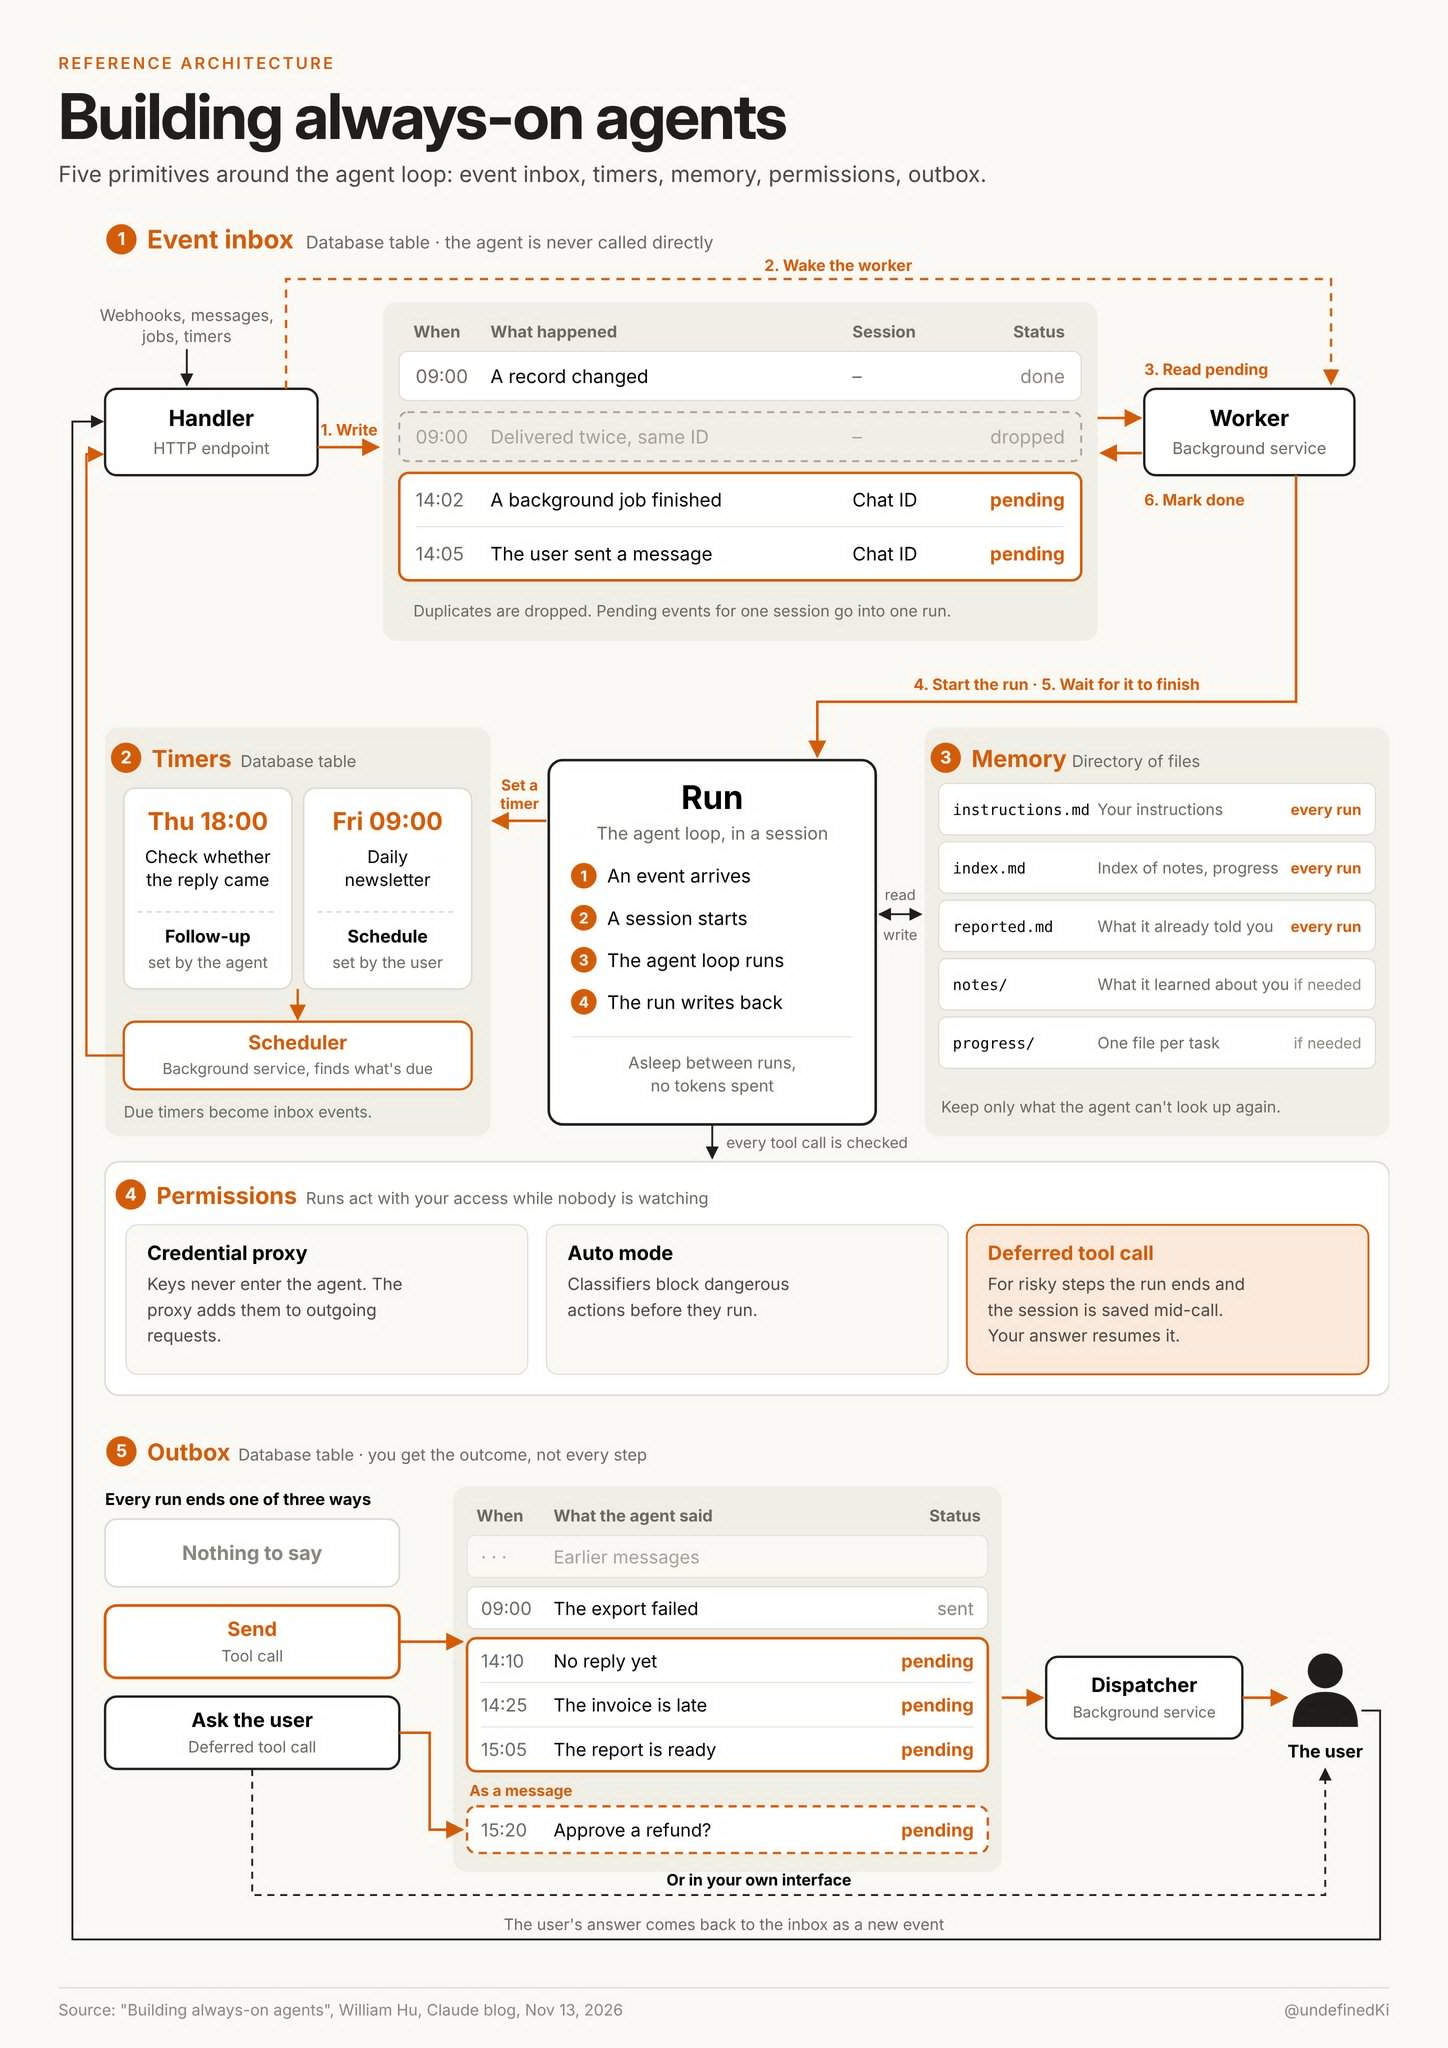 REFERENCE ARCHITECTURE
Building always-on agents
Five primitives around the agent loop: event inbox, timers, memory, permissions, outbox.
1 Event inbox Database table · the agent is never called directly
2. Wake the worker
Webhooks, messages,
jobs, timers
Handler
HTTP endpoint
1. Write
When What happened Session Status
09:00 A record changed – done
09:00 Delivered twice, same ID – dropped
14:02 A background job finished Chat ID pending
14:05 The user sent a message Chat ID pending
Duplicates are dropped. Pending events for one session go into one run.
3. Read pending
Worker
Background service
6. Mark done
4. Start the run · 5. Wait for it to finish
2 Timers Database table
Thu 18:00
Check whether
the reply came
Follow-up
set by the agent
Fri 09:00
Daily
newsletter
Schedule
set by the user
Scheduler
Background service, finds what's due
Due timers become inbox events.
Set a
timer
Run
The agent loop, in a session
1 An event arrives
2 A session starts
3 The agent loop runs
4 The run writes back
Asleep between runs,
no tokens spent
read
write
3 Memory Directory of files
instructions.md Your instructions every run
index.md Index of notes, progress every run
reported.md What it already told you every run
notes/ What it learned about you if needed
progress/ One file per task if needed
Keep only what the agent can't look up again.
every tool call is checked
4 Permissions Runs act with your access while nobody is watching
Credential proxy
Keys never enter the agent. The
proxy adds them to outgoing
requests.
Auto mode
Classifiers block dangerous
actions before they run.
Deferred tool call
For risky steps the run ends and
the session is saved mid-call.
Your answer resumes it.
5 Outbox Database table · you get the outcome, not every step
Every run ends one of three ways
Nothing to say
Send
Tool call
Ask the user
Deferred tool call
When What the agent said Status
· · · Earlier messages
09:00 The export failed sent
14:10 No reply yet pending
14:25 The invoice is late pending
15:05 The report is ready pending
As a message
15:20 Approve a refund? pending
Dispatcher
Background service
The user
Or in your own interface
The user's answer comes back to the inbox as a new event
Source: "Building always-on agents", William Hu, Claude blog, Nov 13, 2026
@undefinedKi